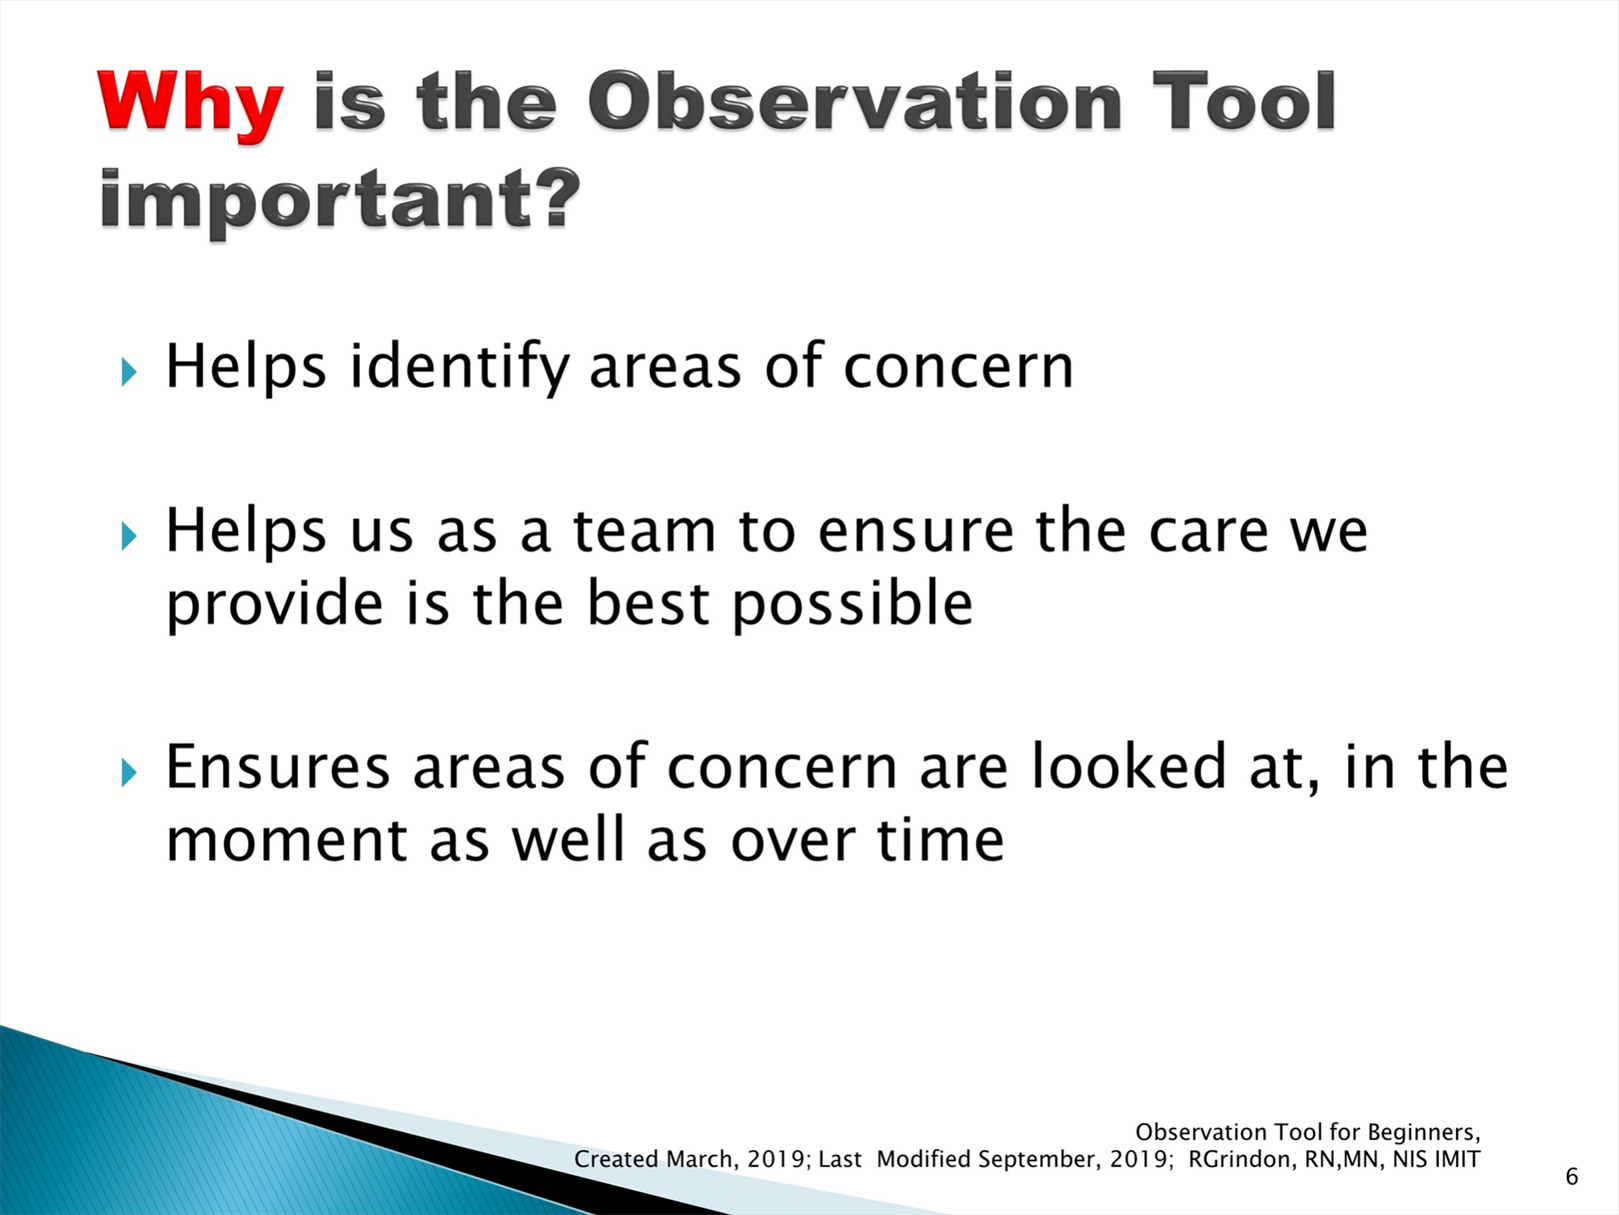 Why is the Observation Tool
important?
Helps identify areas of concern
Helps us as a team to ensure the care we
provide is the best possible
Ensures areas of concern are looked at, in the
moment as well as over time
Observation Tool for Beginners,
Created March, 2019; Last  Modified September, 2019;  RGrindon, RN,MN, NIS IMIT
6